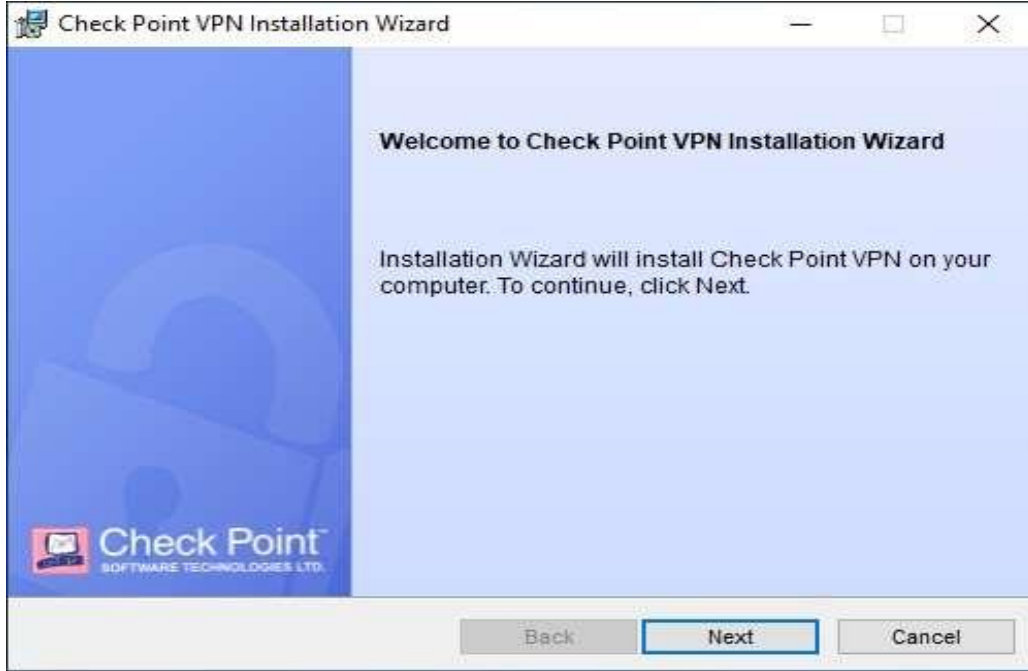 Check Point VPN Installation Wizard
Welcome to Check Point VPN Installation Wizard
Installation Wizard will install Check Point VPN on your
computer. To continue, click Next.
Check Point™
SOFTWARE TECHNOLOGIES LTD.
Back Next Cancel